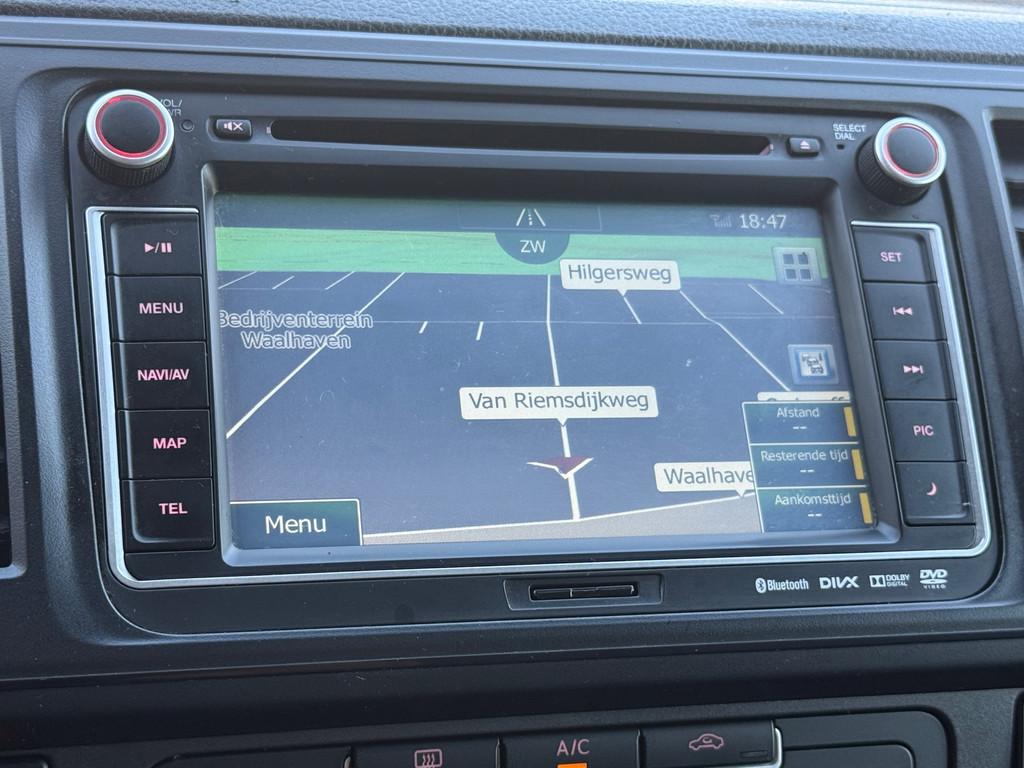 VOL/
SELECT
DIAL
MENU
NAVI/AV
MAP
TEL
SET
PIC
18:47
ZW
Hilgersweg
Bedrijventerrein
Waalhaven
Van Riemsdijkweg
Waalhave
Afstand
--
Resterende tijd
--
Aankomsttijd
--
Menu
Bluetooth
DIVX
DOLBY
DIGITAL
DVD
VIDEO
A/C